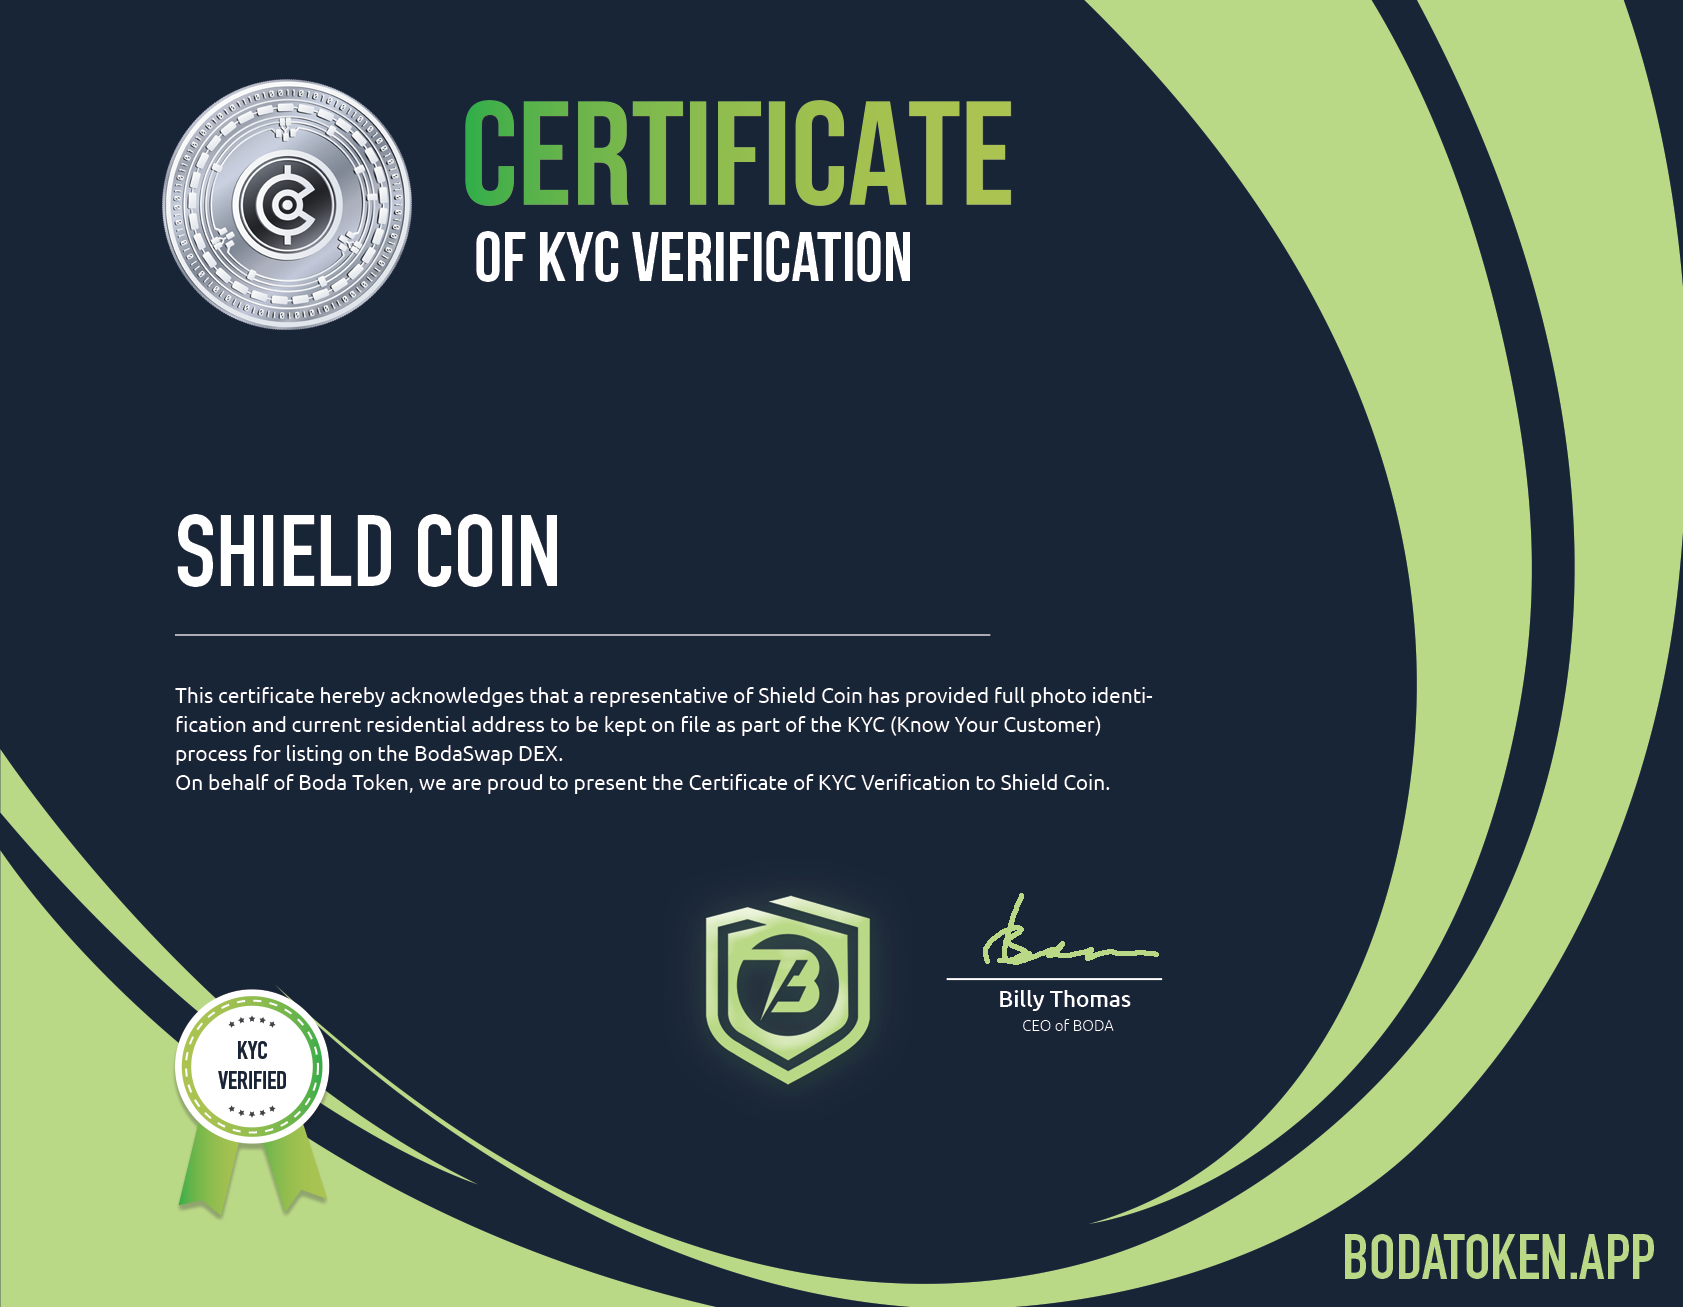 CERTIFICATE
OF KYC VERIFICATION
SHIELD COIN
This certificate hereby acknowledges that a representative of Shield Coin has provided full photo identi-
fication and current residential address to be kept on file as part of the KYC (Know Your Customer)
process for listing on the BodaSwap DEX.
On behalf of Boda Token, we are proud to present the Certificate of KYC Verification to Shield Coin.
Billy Thomas
CEO of BODA
KYC
VERIFIED
BODATOKEN.APP